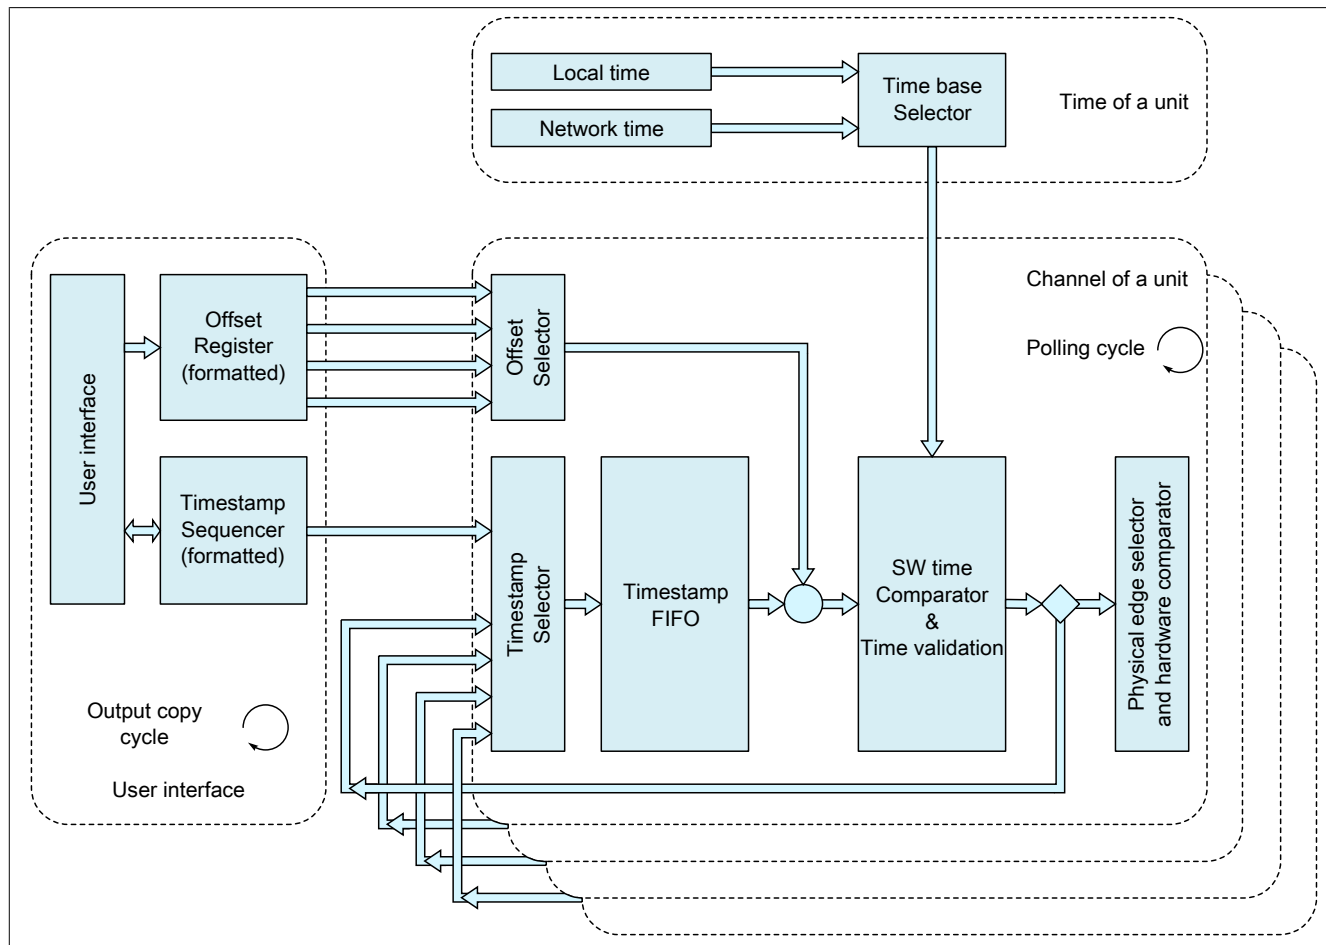 Local time
Network time
Time base
Selector
Time of a unit
User interface
Offset
Register
(formatted)
Timestamp
Sequencer
(formatted)
Output copy
cycle
User interface
Offset
Selector
Channel of a unit
Polling cycle
Timestamp
Selector
Timestamp
FIFO
SW time
Comparator
&
Time validation
Physical edge selector
and hardware comparator